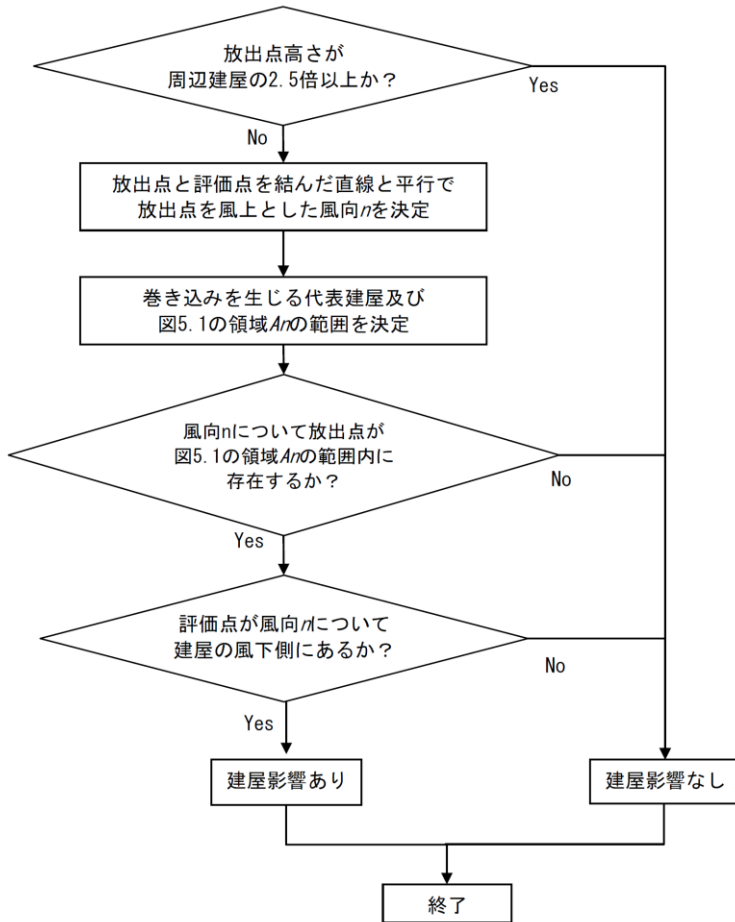 放出点高さが
周辺建屋の2.5倍以上か？
Yes
No
放出点と評価点を結んだ直線と平行で
放出点を風上とした風向nを決定
巻き込みを生じる代表建屋及び
図5.1の領域Anの範囲を決定
風向nについて放出点が
図5.1の領域Anの範囲内に
存在するか？
No
Yes
評価点が風向nについて
建屋の風下側にあるか？
No
Yes
建屋影響あり
建屋影響なし
終了